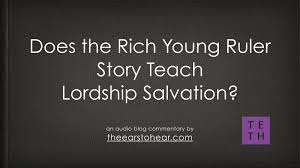 Does the Rich Young Ruler
Story Teach
Lordship Salvation?
an audio blog commentary by
theearstohear.com
T E
T H